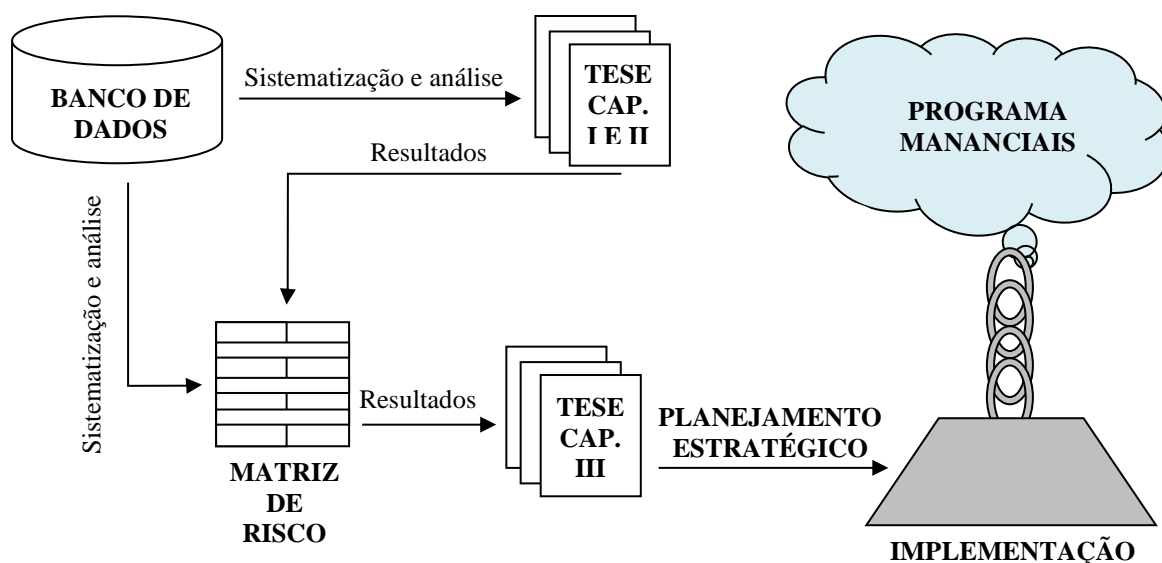 BANCO DE
DADOS
Sistematização e análise
TESE
CAP.
I E II
PROGRAMA
MANANCIAIS
Resultados
Sistematização e análise
Resultados
TESE
CAP.
III
PLANEJAMENTO
ESTRATÉGICO
MATRIZ
DE
RISCO
IMPLEMENTAÇÃO